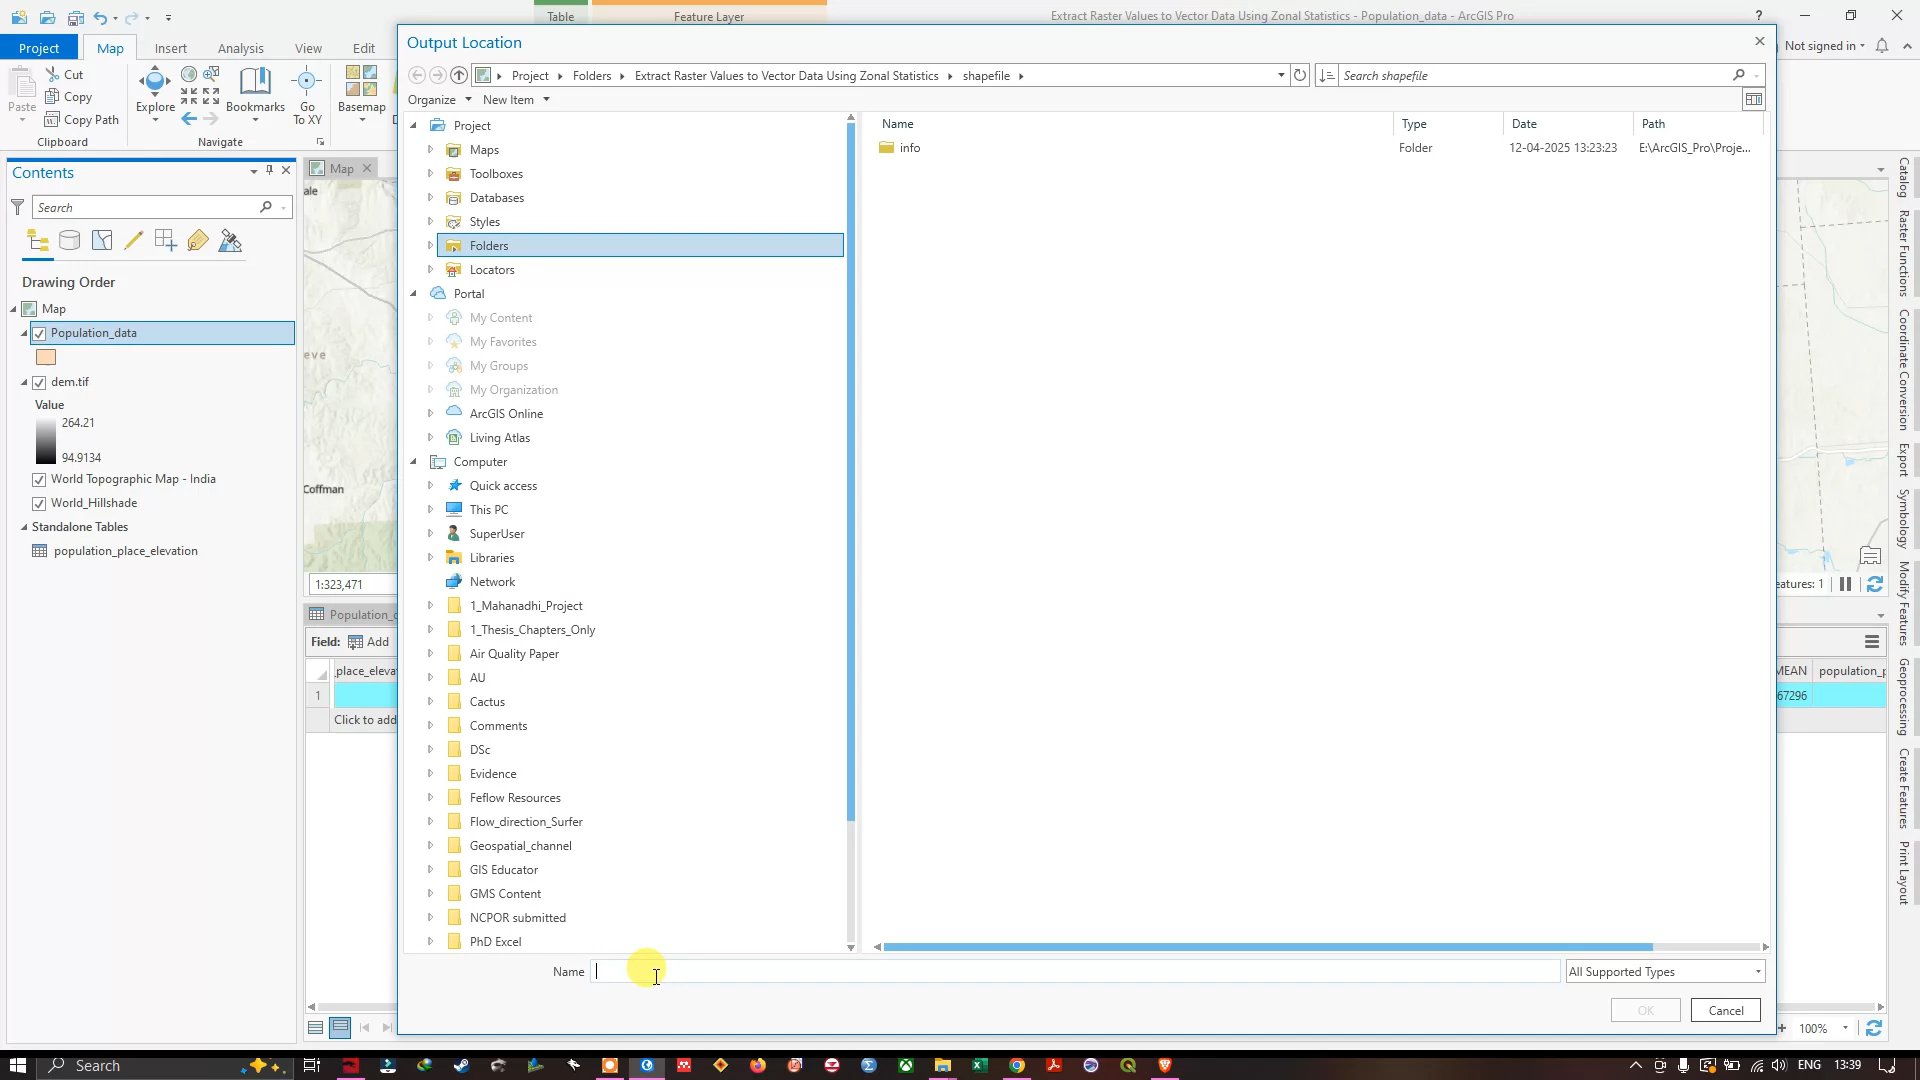 Table
Feature Layer
Extract Raster Values to Vector Data Using Zonal Statistics - Population_data - ArcGIS Pro
?
Project
Map
Insert
Analysis
View
Edit
Not signed in
Paste
Cut
Copy
Copy Path
Clipboard
Explore
Bookmarks
Go
To XY
Navigate
Basemap
Contents
Search
Drawing Order
Map
Population_data
dem.tif
Value
264.21
94.9134
World Topographic Map - India
World_Hillshade
Standalone Tables
population_place_elevation
Map
ale
eve
Coffman
1:323,471
Field:
Add
1
Click to add
Output Location
Project
Folders
Extract Raster Values to Vector Data Using Zonal Statistics
shapefile
Search shapefile
Organize
New Item
Project
Maps
Toolboxes
Databases
Styles
Folders
Locators
Portal
My Content
My Favorites
My Groups
My Organization
ArcGIS Online
Living Atlas
Computer
Quick access
This PC
SuperUser
Libraries
Network
1_Mahanadhi_Project
1_Thesis_Chapters_Only
Air Quality Paper
AU
Cactus
Comments
DSc
Evidence
Feflow Resources
Flow_direction_Surfer
Geospatial_channel
GIS Educator
GMS Content
NCPOR submitted
PhD Excel
Name
Type
Date
Path
info
Folder
12-04-2025 13:23:23
E:\ArcGIS_Pro\Proje...
Name
All Supported Types
OK
Cancel
eatures: 1
MEAN
population_p
67296
100%
Catalog
Raster Functions
Coordinate Conversion
Export
Symbology
Modify Features
Geoprocessing
Create Features
Print Layout
Search
ENG
13:39